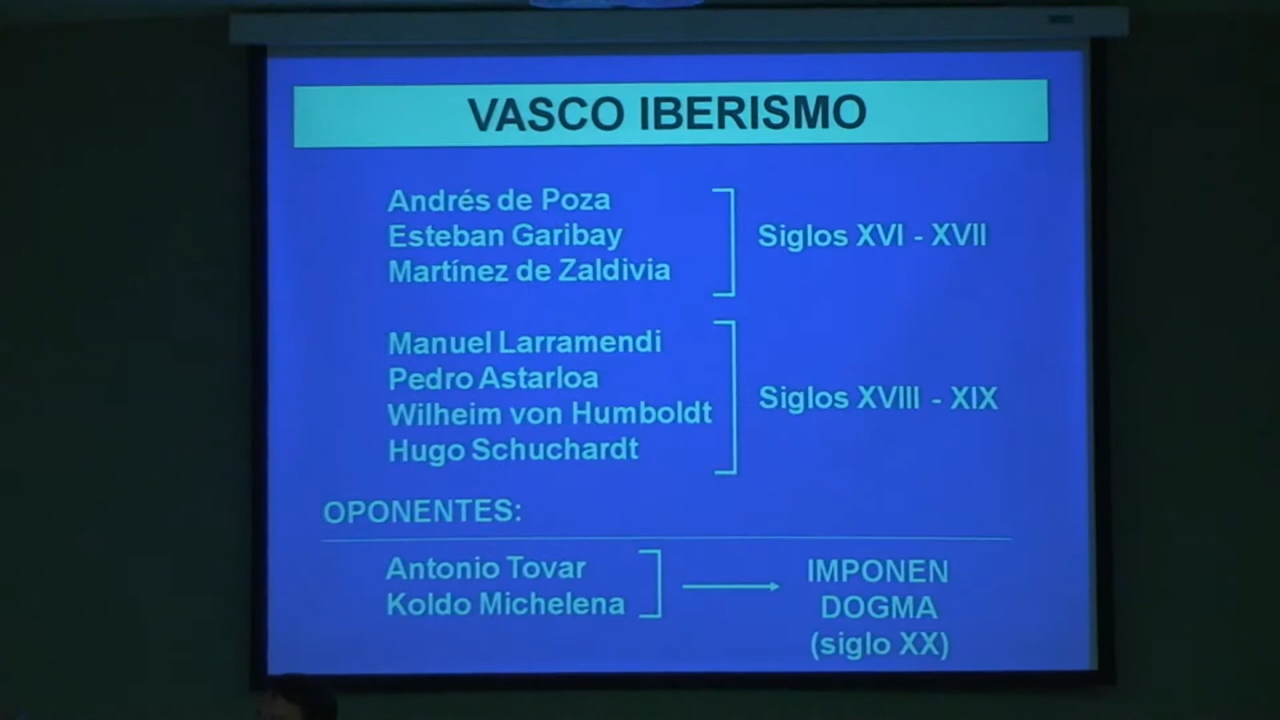 VASCO IBERISMO
Andrés de Poza
Esteban Garibay
Martínez de Zaldivia
Siglos XVI - XVII
Manuel Larramendi
Pedro Astarloa
Wilheim von Humboldt
Hugo Schuchardt
Siglos XVIII - XIX
OPONENTES:
Antonio Tovar
Koldo Michelena
IMPONEN
DOGMA
(siglo XX)